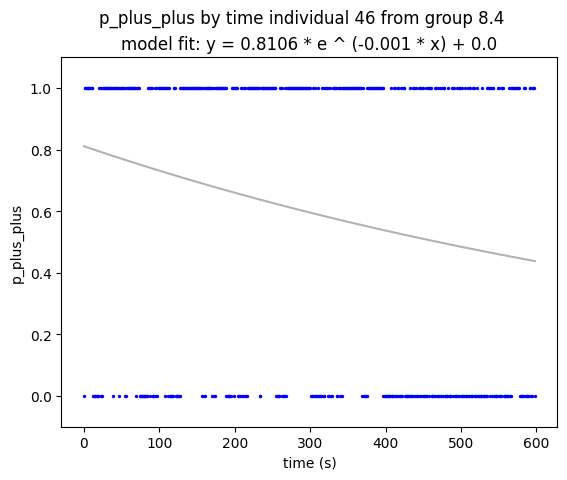 p_plus_plus by time individual 46 from group 8.4
model fit: y = 0.8106 * e ^ (-0.001 * x) + 0.0
1.0
0.8
0.6
0.4
0.2
0.0
p_plus_plus
0 100 200 300 400 500 600
time (s)